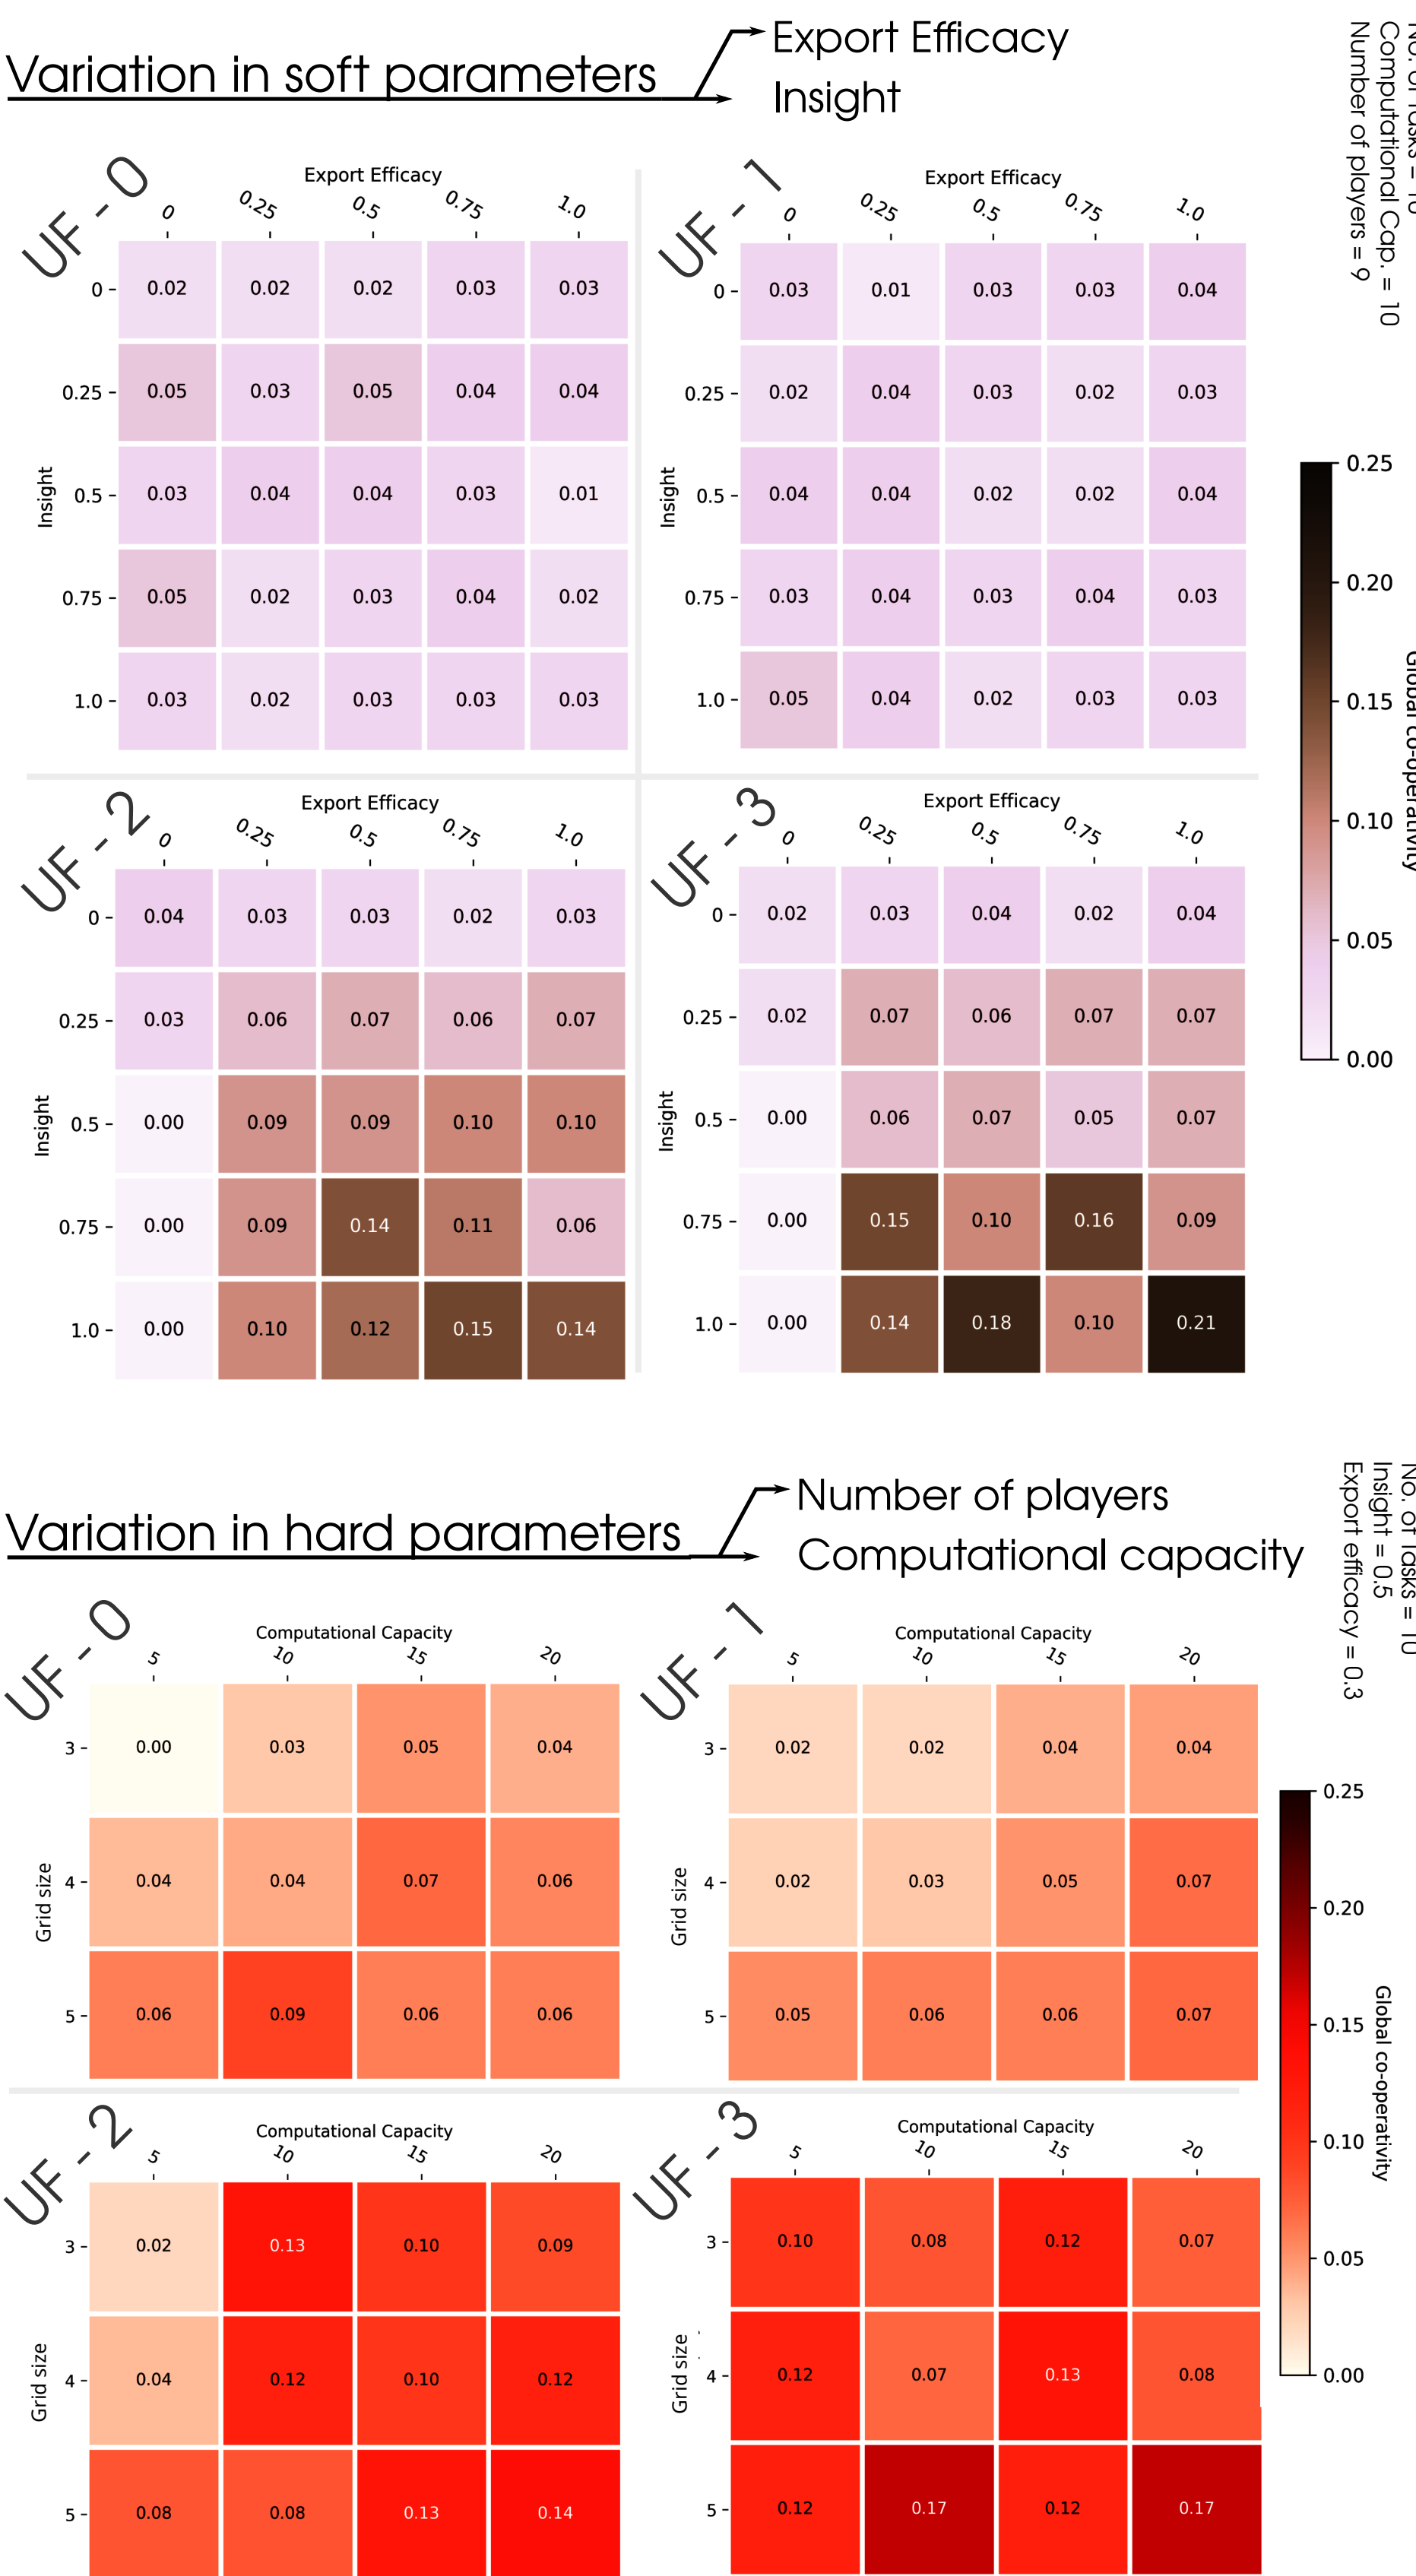 Variation in soft parameters
Export Efficacy
Insight
Computational Cap. = 10
Number of players = 9
UF - 0
Export Efficacy
0 0.25 0.5 0.75 1.0
Insight
0 0.02 0.02 0.02 0.03 0.03
0.25 0.05 0.03 0.05 0.04 0.04
0.5 0.03 0.04 0.04 0.03 0.01
0.75 0.05 0.02 0.03 0.04 0.02
1.0 0.03 0.02 0.03 0.03 0.03
UF - 1
Export Efficacy
0 0.25 0.5 0.75 1.0
Insight
0 0.03 0.01 0.03 0.03 0.04
0.25 0.02 0.04 0.03 0.02 0.03
0.5 0.04 0.04 0.02 0.02 0.04
0.75 0.03 0.04 0.03 0.04 0.03
1.0 0.05 0.04 0.02 0.03 0.03
UF - 2
Export Efficacy
0 0.25 0.5 0.75 1.0
Insight
0 0.04 0.03 0.03 0.02 0.03
0.25 0.03 0.06 0.07 0.06 0.07
0.5 0.00 0.09 0.09 0.10 0.10
0.75 0.00 0.09 0.14 0.11 0.06
1.0 0.00 0.10 0.12 0.15 0.14
UF - 3
Export Efficacy
0 0.25 0.5 0.75 1.0
Insight
0 0.02 0.03 0.04 0.02 0.04
0.25 0.02 0.07 0.06 0.07 0.07
0.5 0.00 0.06 0.07 0.05 0.07
0.75 0.00 0.15 0.10 0.16 0.09
1.0 0.00 0.14 0.18 0.10 0.21
0.25
0.20
0.15
0.10
0.05
0.00
Global co-operativity
Variation in hard parameters
Number of players
Computational capacity
No. of Tasks = 10
Insight = 0.5
Export efficacy = 0.3
UF - 0
Computational Capacity
5 10 15 20
Grid size
3 0.00 0.03 0.05 0.04
4 0.04 0.04 0.07 0.06
5 0.06 0.09 0.06 0.06
UF - 1
Computational Capacity
5 10 15 20
Grid size
3 0.02 0.02 0.04 0.04
4 0.02 0.03 0.05 0.07
5 0.05 0.06 0.06 0.07
UF - 2
Computational Capacity
5 10 15 20
Grid size
3 0.02 0.13 0.10 0.09
4 0.04 0.12 0.10 0.12
5 0.08 0.08 0.13 0.14
UF - 3
Computational Capacity
5 10 15 20
Grid size
3 0.10 0.08 0.12 0.07
4 0.12 0.07 0.13 0.08
5 0.12 0.17 0.12 0.17
0.25
0.20
0.15
0.10
0.05
0.00
Global co-operativity